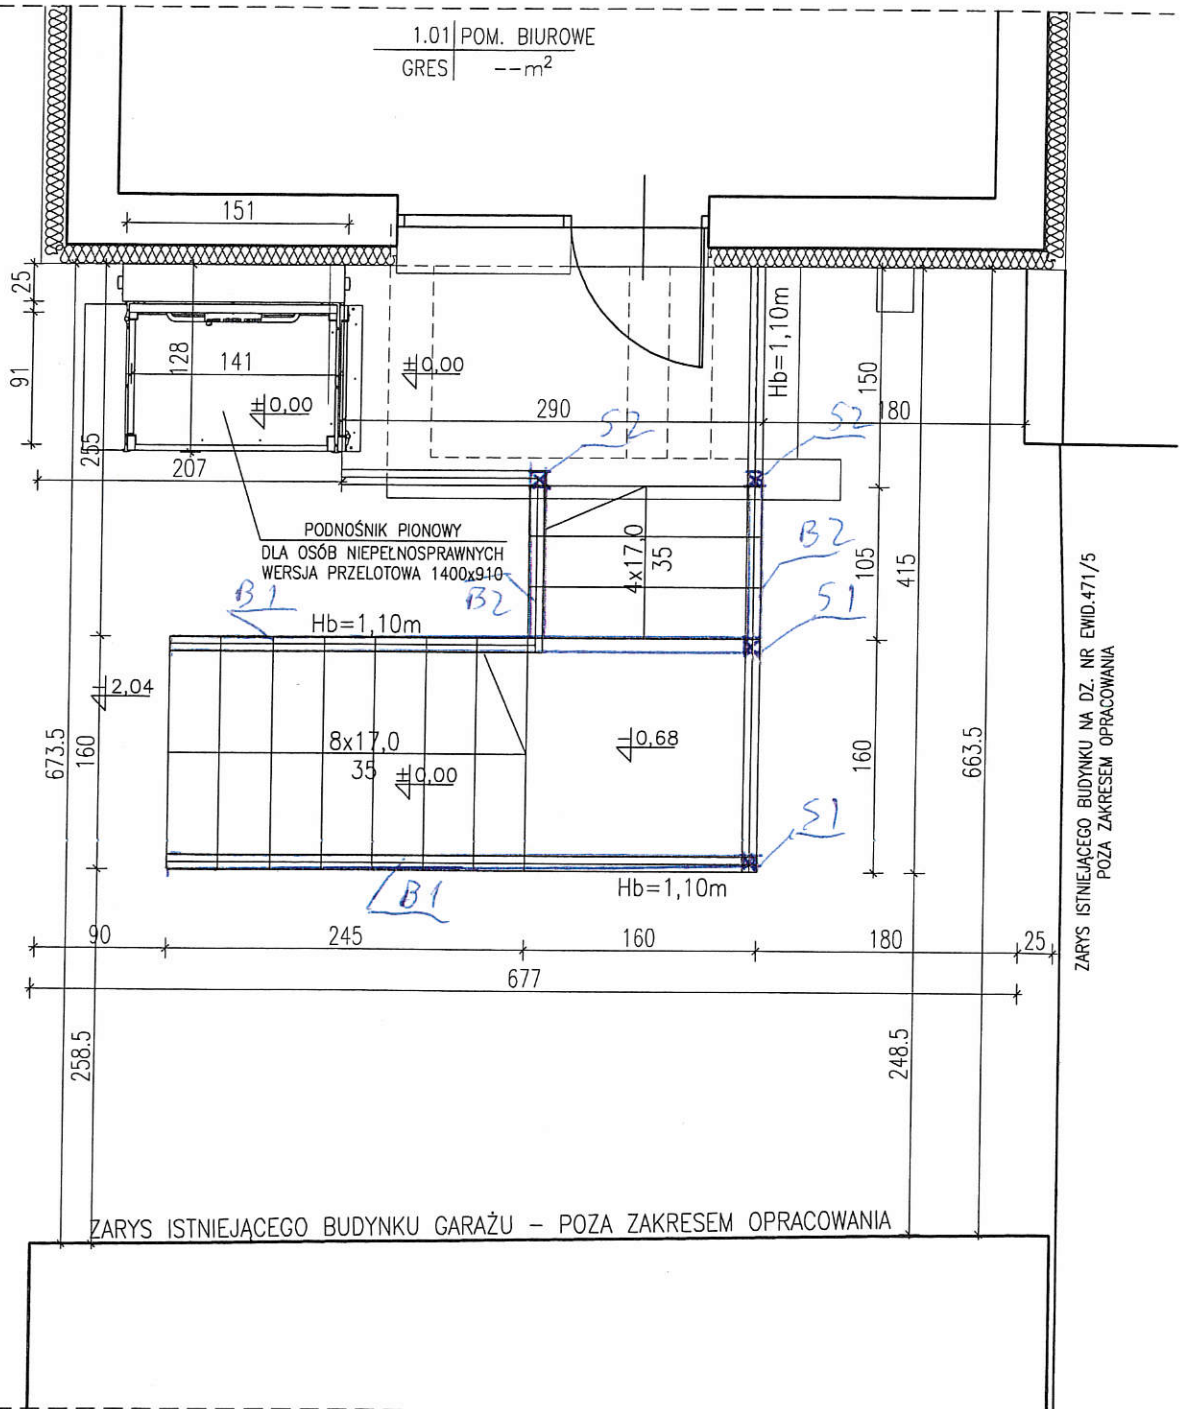 1.01 POM. BIUROWE
GRES --m²
151
25
91
128
141
±0,00
±0,00
Hb=1,10m
150
290
180
S2
S2
255
207
PODNOŚNIK PIONOWY
DLA OSÓB NIEPEŁNOSPRAWNYCH
WERSJA PRZELOTOWA 1400x910
4x17,0
35
B2
B2
105
415
B1
S1
Hb=1,10m
-2,04
8x17,0
35
±0,00
-0,68
673.5
160
160
663.5
S1
B1
Hb=1,10m
90
245
160
180
25
677
258.5
248.5
ZARYS ISTNIEJĄCEGO BUDYNKU NA DZ. NR EWID.471/5
POZA ZAKRESEM OPRACOWANIA
ZARYS ISTNIEJĄCEGO BUDYNKU GARAŻU – POZA ZAKRESEM OPRACOWANIA